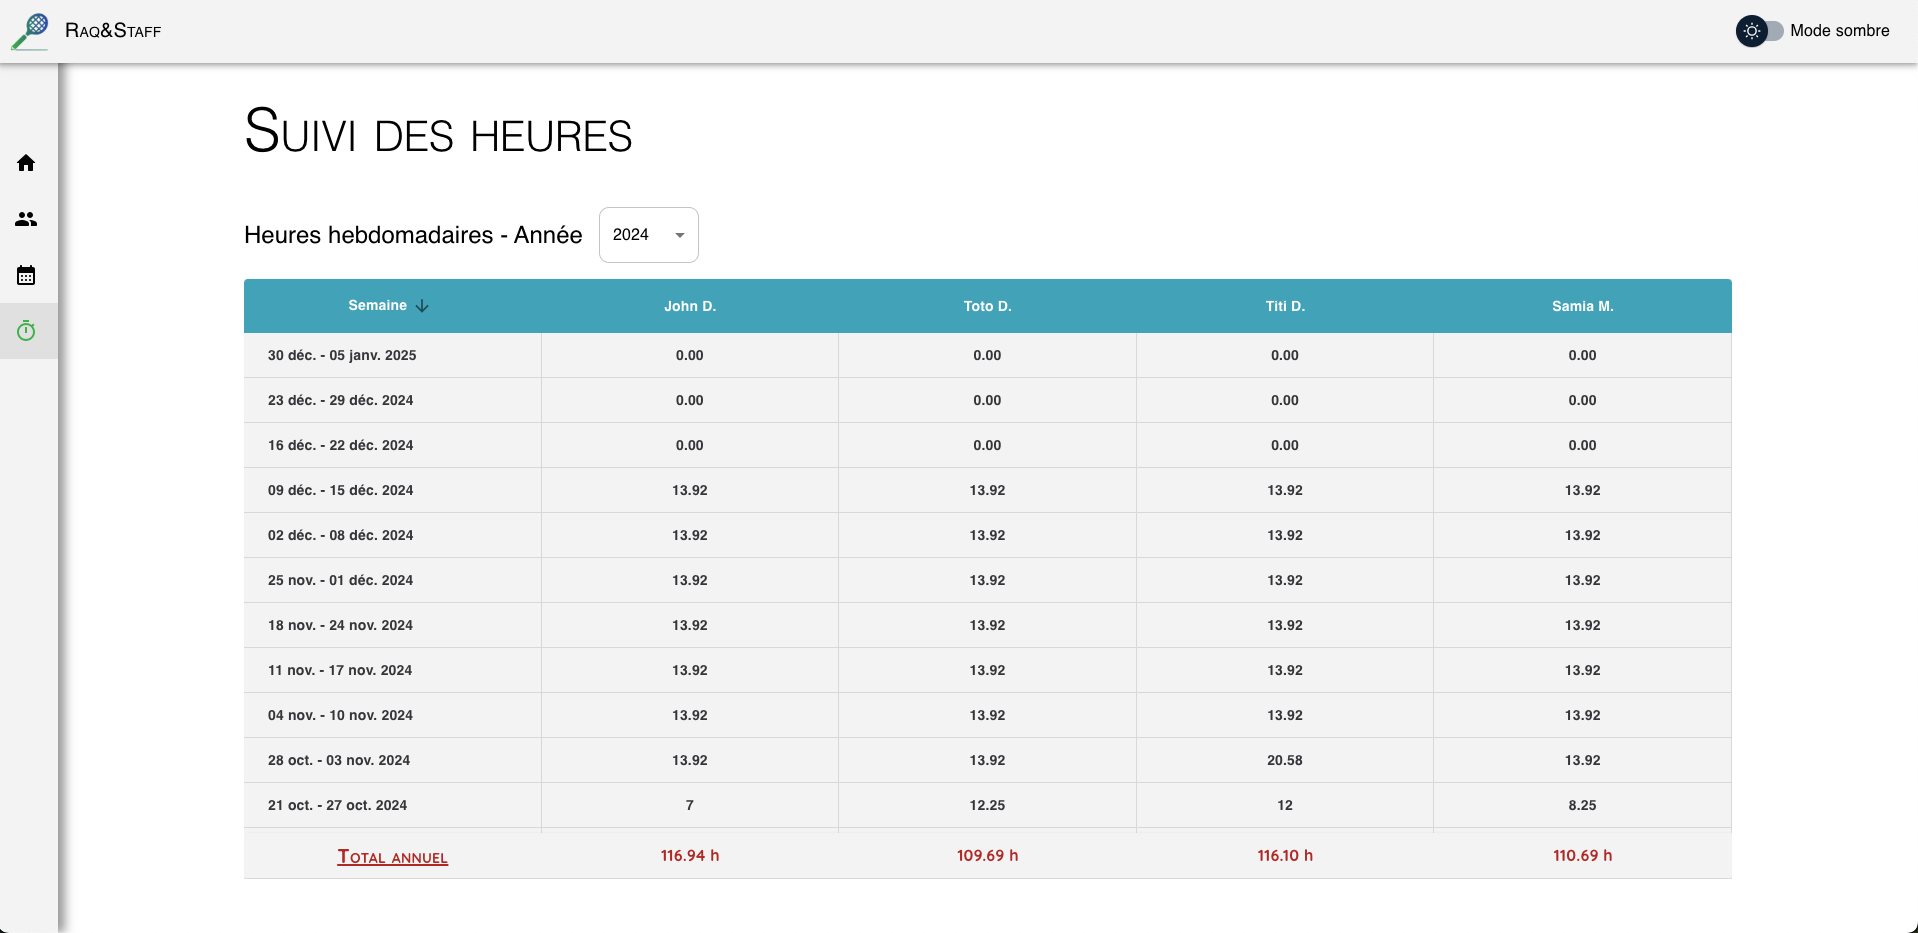 Raq&Staff
Mode sombre
Suivi des heures
Heures hebdomadaires - Année 2024
Semaine John D. Toto D. Titi D. Samia M.
30 déc. - 05 janv. 2025 0.00 0.00 0.00 0.00
23 déc. - 29 déc. 2024 0.00 0.00 0.00 0.00
16 déc. - 22 déc. 2024 0.00 0.00 0.00 0.00
09 déc. - 15 déc. 2024 13.92 13.92 13.92 13.92
02 déc. - 08 déc. 2024 13.92 13.92 13.92 13.92
25 nov. - 01 déc. 2024 13.92 13.92 13.92 13.92
18 nov. - 24 nov. 2024 13.92 13.92 13.92 13.92
11 nov. - 17 nov. 2024 13.92 13.92 13.92 13.92
04 nov. - 10 nov. 2024 13.92 13.92 13.92 13.92
28 oct. - 03 nov. 2024 13.92 13.92 20.58 13.92
21 oct. - 27 oct. 2024 7 12.25 12 8.25
Total annuel 116.94 h 109.69 h 116.10 h 110.69 h